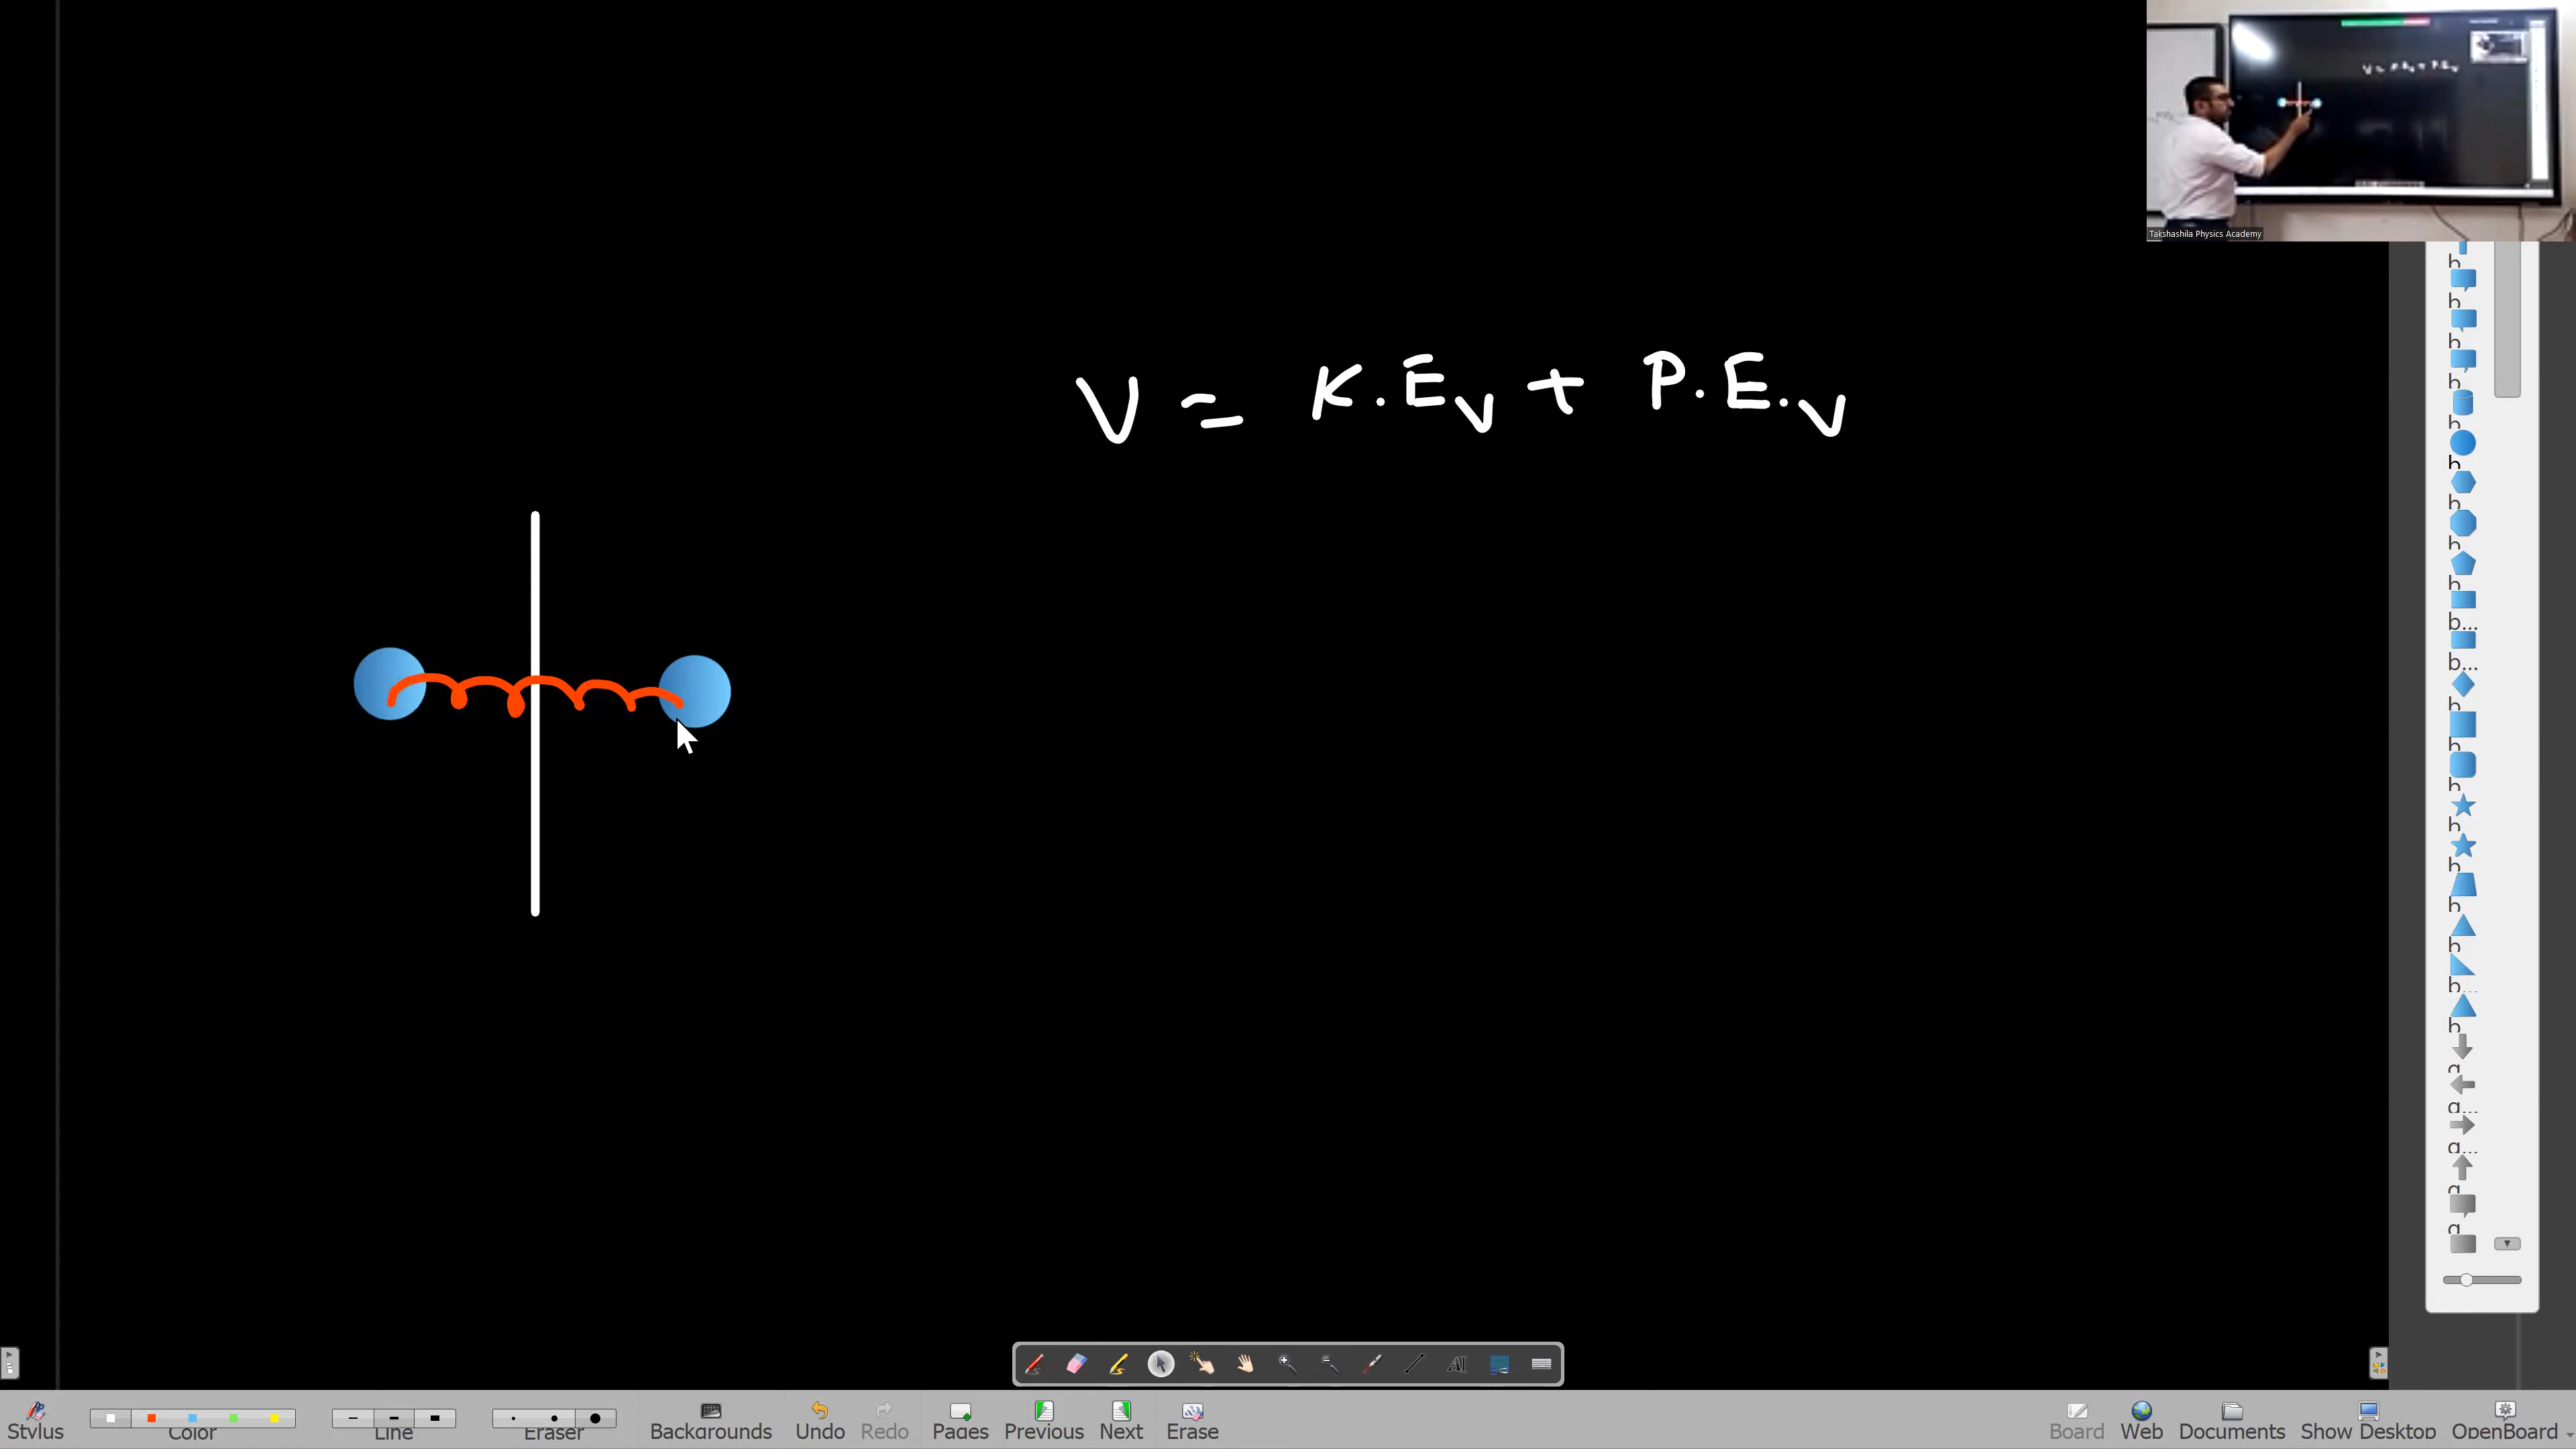 V = K.E_V + P.E._V
Takshashila Physics Academy
b
b
b
b
b
b
b
b
b
b...
b...
b
b
b
b
b
b
b
b...
b
g
g...
g...
g
g
Stylus Color Line Eraser Backgrounds Undo Redo Pages Previous Next Erase Board Web Documents Show Desktop OpenBoard